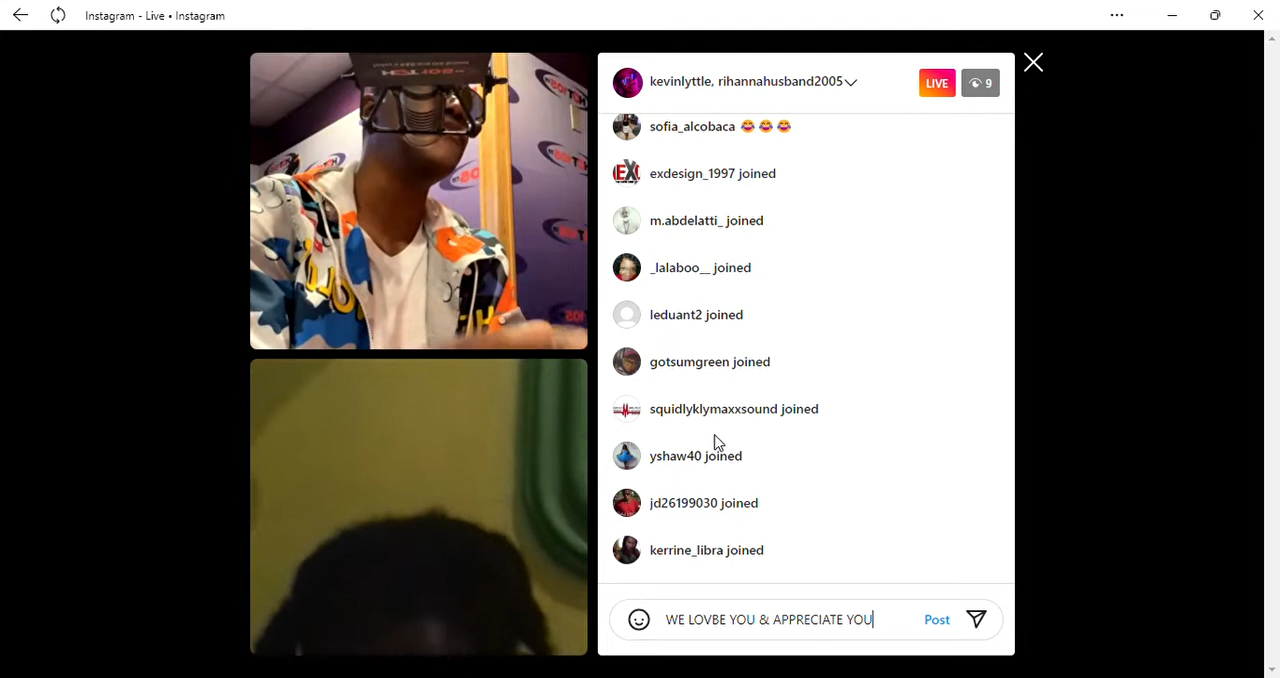 Instagram - Live • Instagram
kevinlyttle, rihannahusband2005
LIVE
9
sofia_alcobaca 😂 😂 😂
exdesign_1997 joined
m.abdelatti_ joined
_lalaboo__ joined
leduant2 joined
gotsumgreen joined
squidlyklymaxxsound joined
yshaw40 joined
jd26199030 joined
kerrine_libra joined
WE LOVBE YOU & APPRECIATE YOU
Post